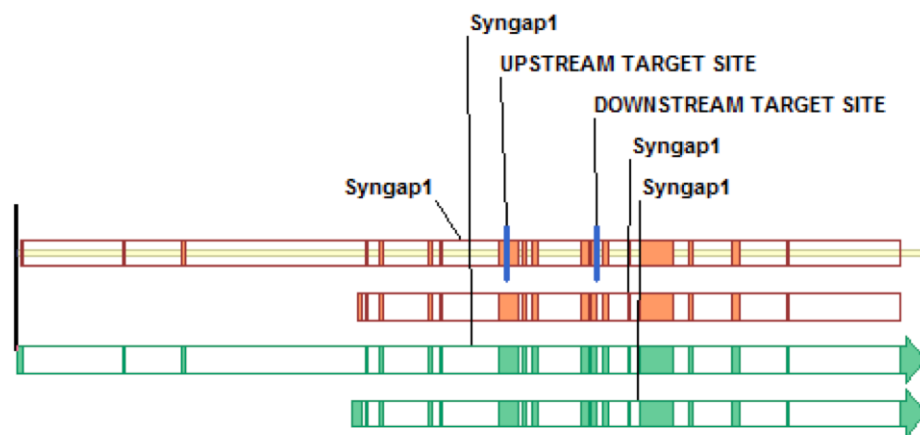 Syngap1
UPSTREAM TARGET SITE
DOWNSTREAM TARGET SITE
Syngap1
Syngap1
Syngap1